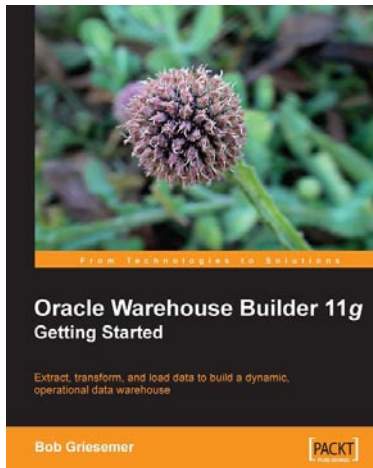 From Technologies to Solutions
Oracle Warehouse Builder 11g
Getting Started
Extract, transform, and load data to build a dynamic,
operational data warehouse
Bob Griesemer
[PACKT]
PUBLISHING